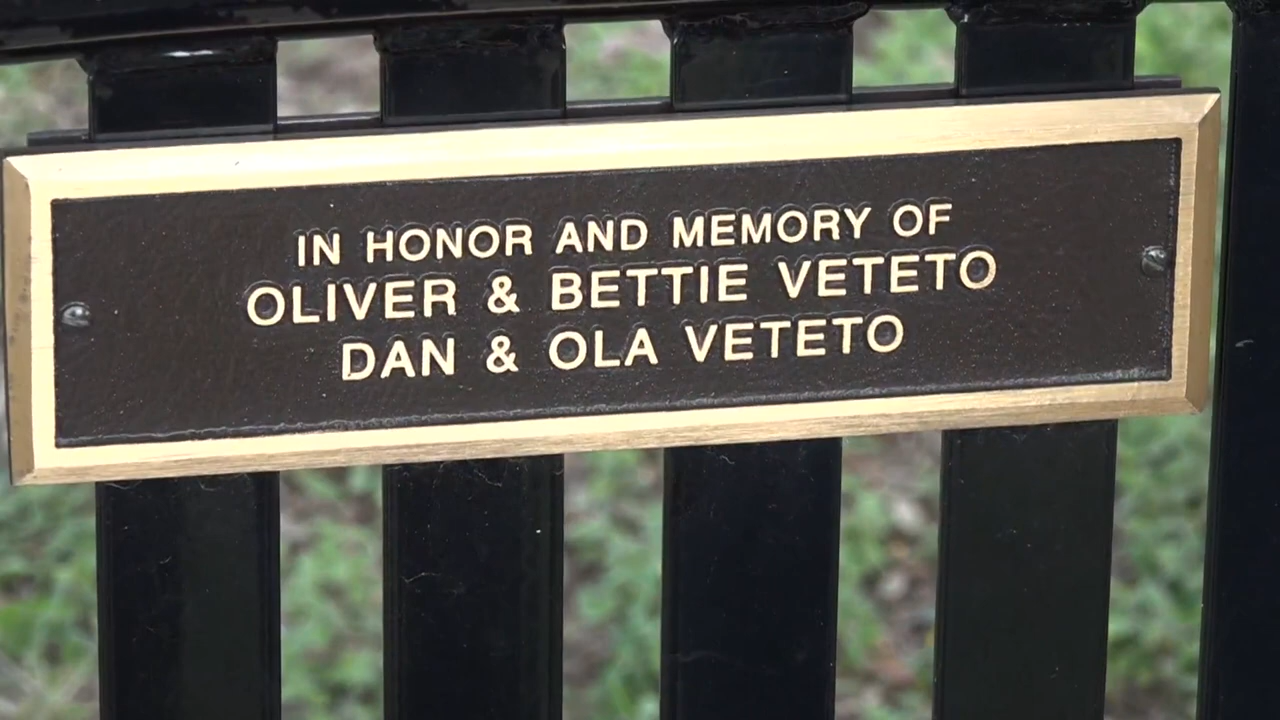 IN HONOR AND MEMORY OF
OLIVER & BETTIE VETETO
DAN & OLA VETETO